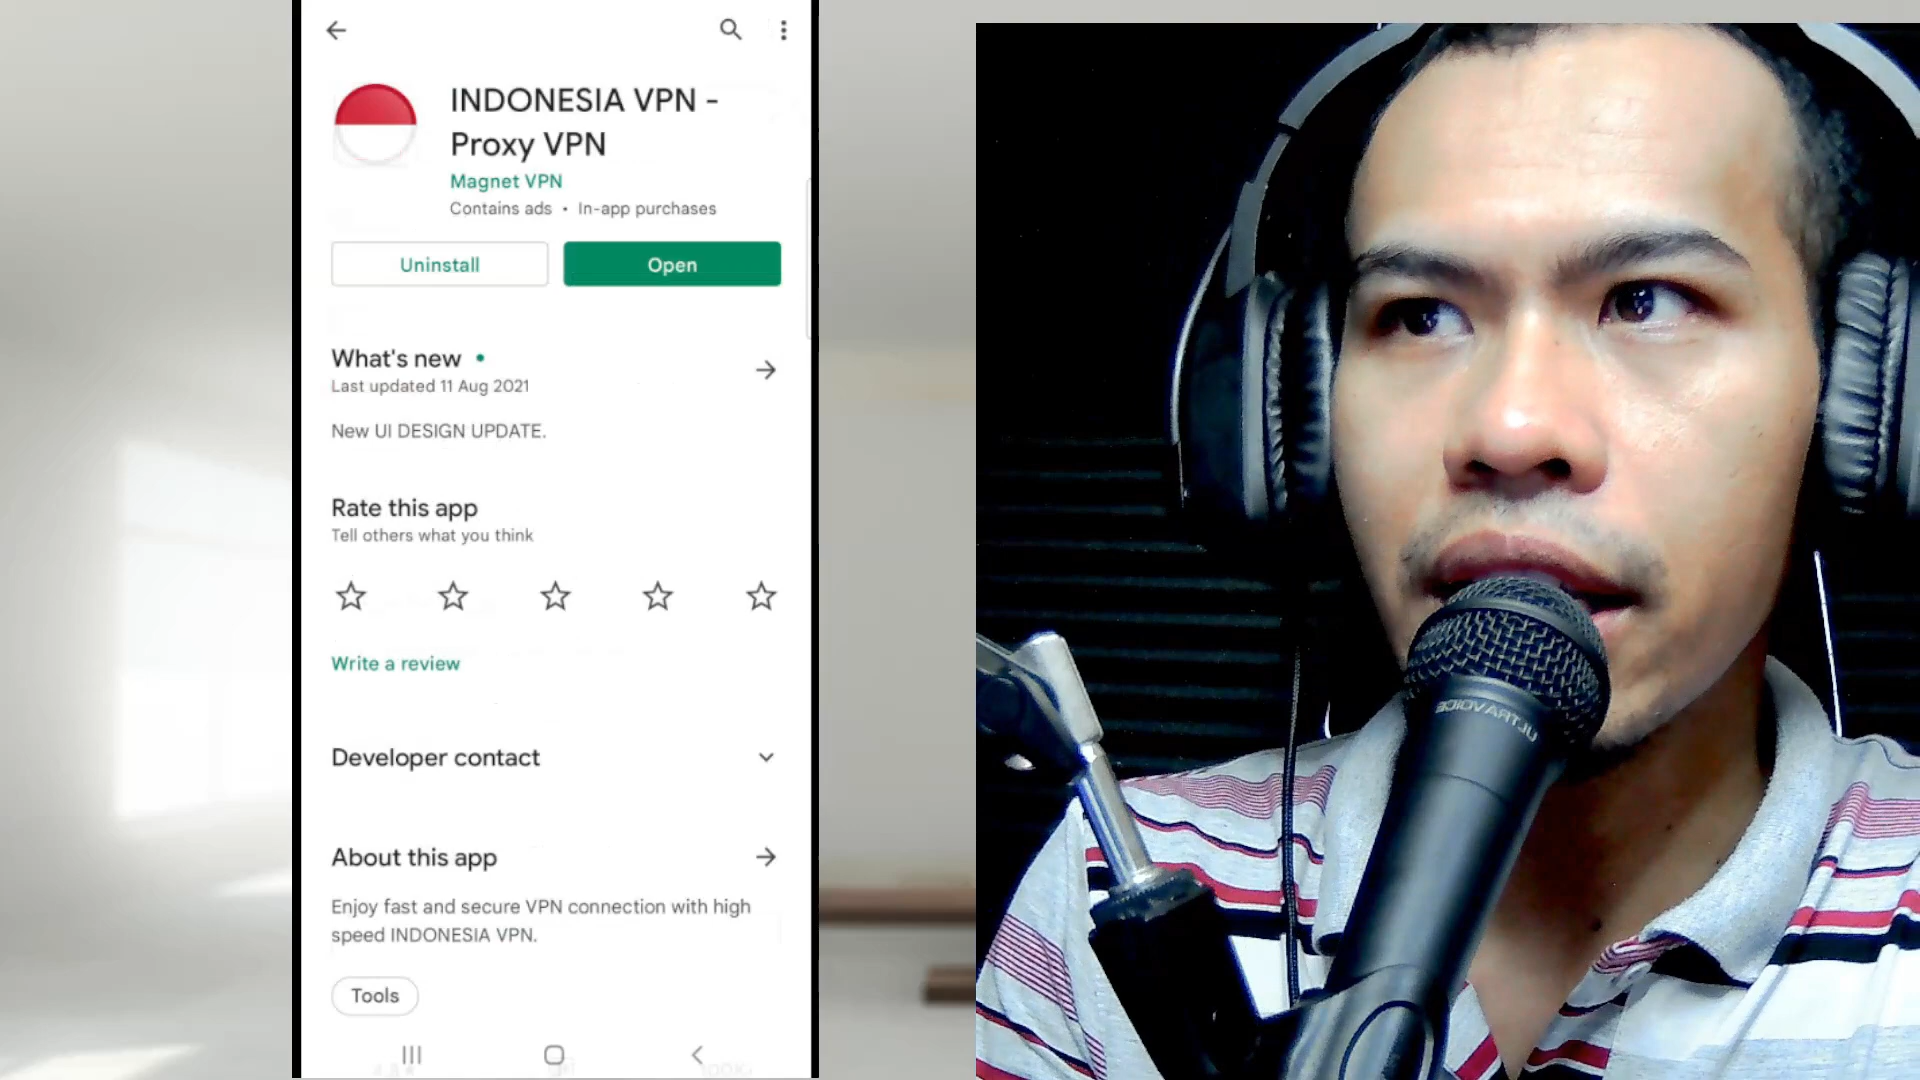 INDONESIA VPN -
Proxy VPN
Magnet VPN
Contains ads • In-app purchases
Uninstall
Open
What's new •
Last updated 11 Aug 2021
New UI DESIGN UPDATE.
Rate this app
Tell others what you think
Write a review
Developer contact
About this app
Enjoy fast and secure VPN connection with high
speed INDONESIA VPN.
Tools
ULTRAVOICE